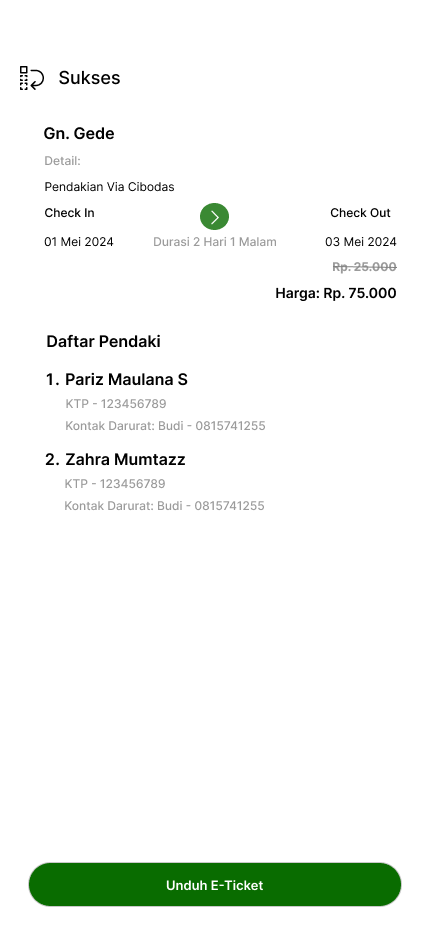 Sukses
Gn. Gede
Detail:
Pendakian Via Cibodas
Check In
Check Out
01 Mei 2024
Durasi 2 Hari 1 Malam
03 Mei 2024
Rp. 25.000
Harga: Rp. 75.000
Daftar Pendaki
1. Pariz Maulana S
KTP - 123456789
Kontak Darurat: Budi - 0815741255
2. Zahra Mumtazz
KTP - 123456789
Kontak Darurat: Budi - 0815741255
Unduh E-Ticket